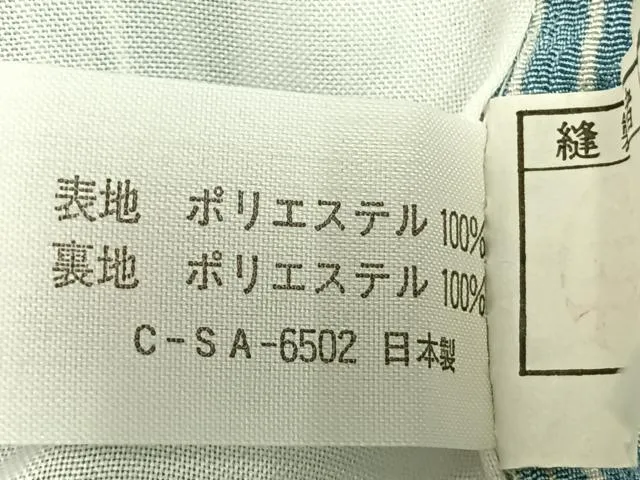 表地 ポリエステル 100%
裏地 ポリエステル 100%
C-SA-6502 日本製
縫